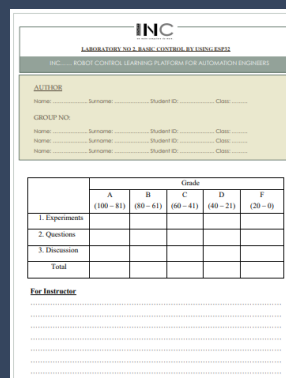 INC
LABORATORY NO 2. BASIC CONTROL BY USING ESP32
INC....... ROBOT CONTROL LEARNING PLATFORM FOR AUTOMATION ENGINEERS
AUTHOR
Name: .................. Surname: .................. Student ID: .................. Class: ..........
GROUP NO:
Name: .................. Surname: .................. Student ID: .................. Class: ..........
Name: .................. Surname: .................. Student ID: .................. Class: ..........
Name: .................. Surname: .................. Student ID: .................. Class: ..........
Grade
A B C D F
(100 – 81) (80 – 61) (60 – 41) (40 – 21) (20 – 0)
1. Experiments
2. Questions
3. Discussion
Total
For Instructor